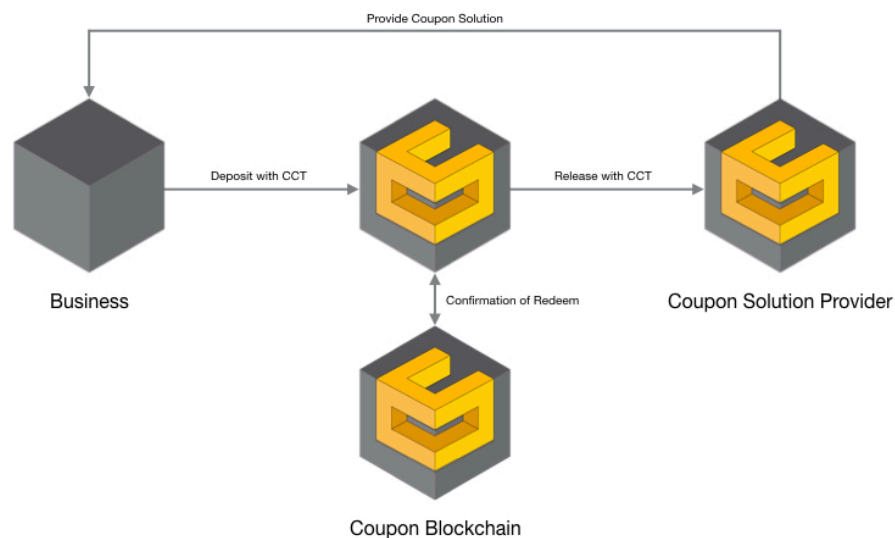 Provide Coupon Solution
Deposit with CCT
Release with CCT
Business
Confirmation of Redeem
Coupon Solution Provider
Coupon Blockchain